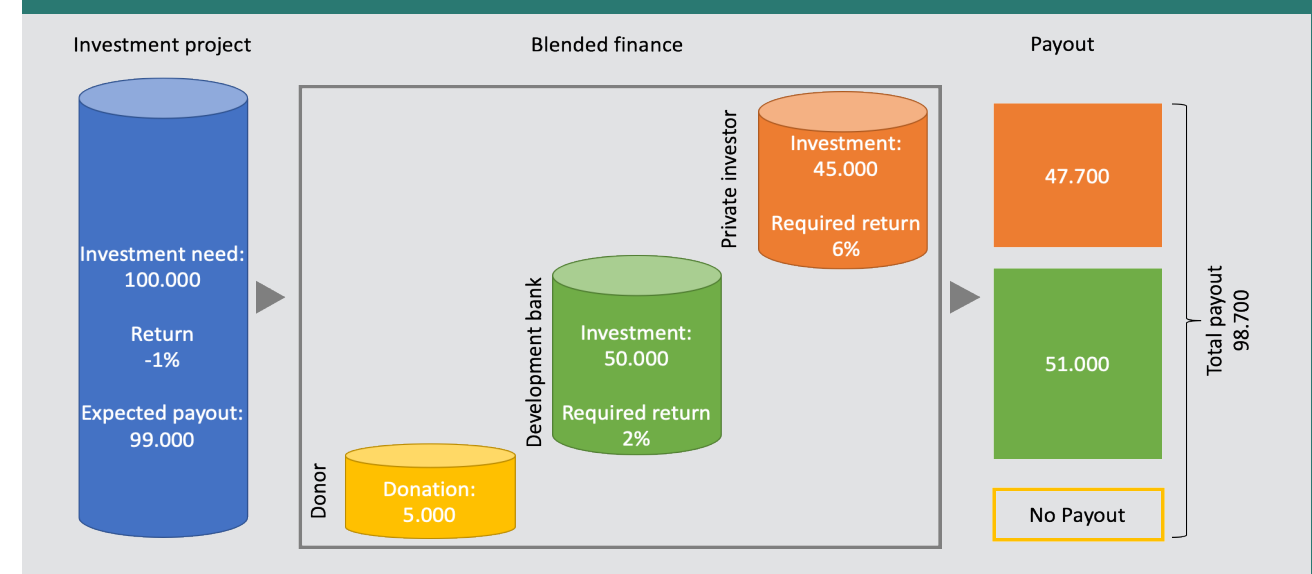 Investment project
Blended finance
Payout
Investment need:
100.000
Return
-1%
Expected payout:
99.000
Donor
Donation:
5.000
Development bank
Investment:
50.000
Required return
2%
Private investor
Investment:
45.000
Required return
6%
47.700
51.000
No Payout
Total payout
98.700